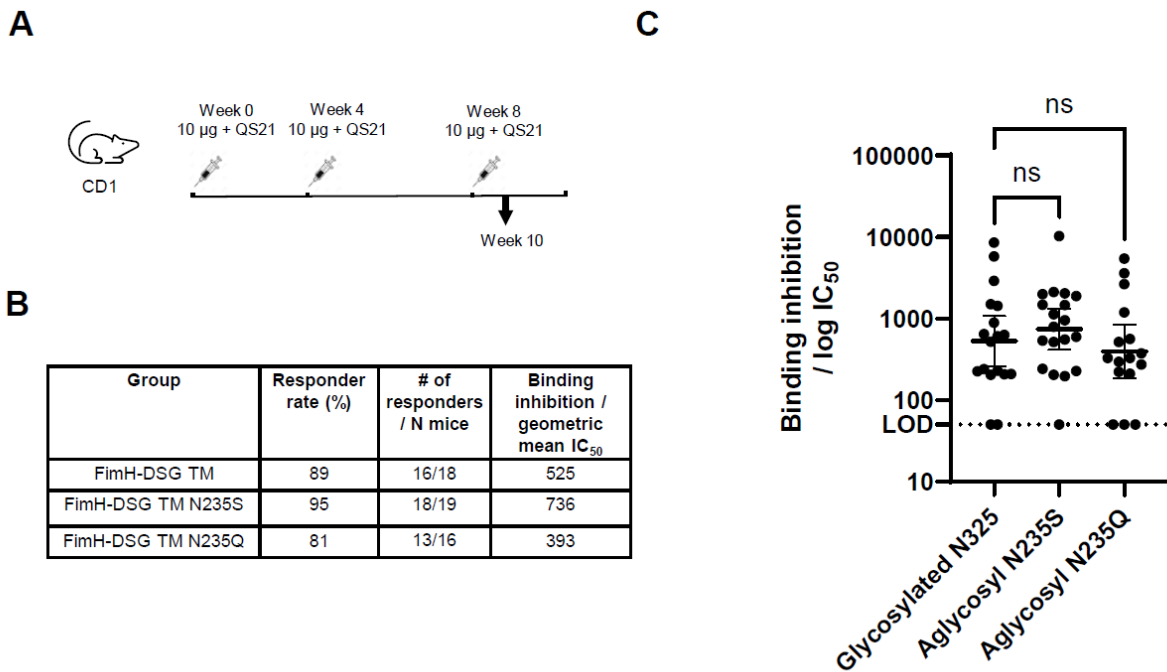 A
Week 0
10 µg + QS21
Week 4
10 µg + QS21
Week 8
10 µg + QS21
CD1
Week 10
B
Group
Responder
rate (%)
# of
responders
/ N mice
Binding
inhibition /
geometric
mean IC50
FimH-DSG TM
89
16/18
525
FimH-DSG TM N235S
95
18/19
736
FimH-DSG TM N235Q
81
13/16
393
C
ns
ns
Binding inhibition
/ log IC50
100000
10000
1000
100
LOD
10
Glycosylated N325
Aglycosyl N235S
Aglycosyl N235Q